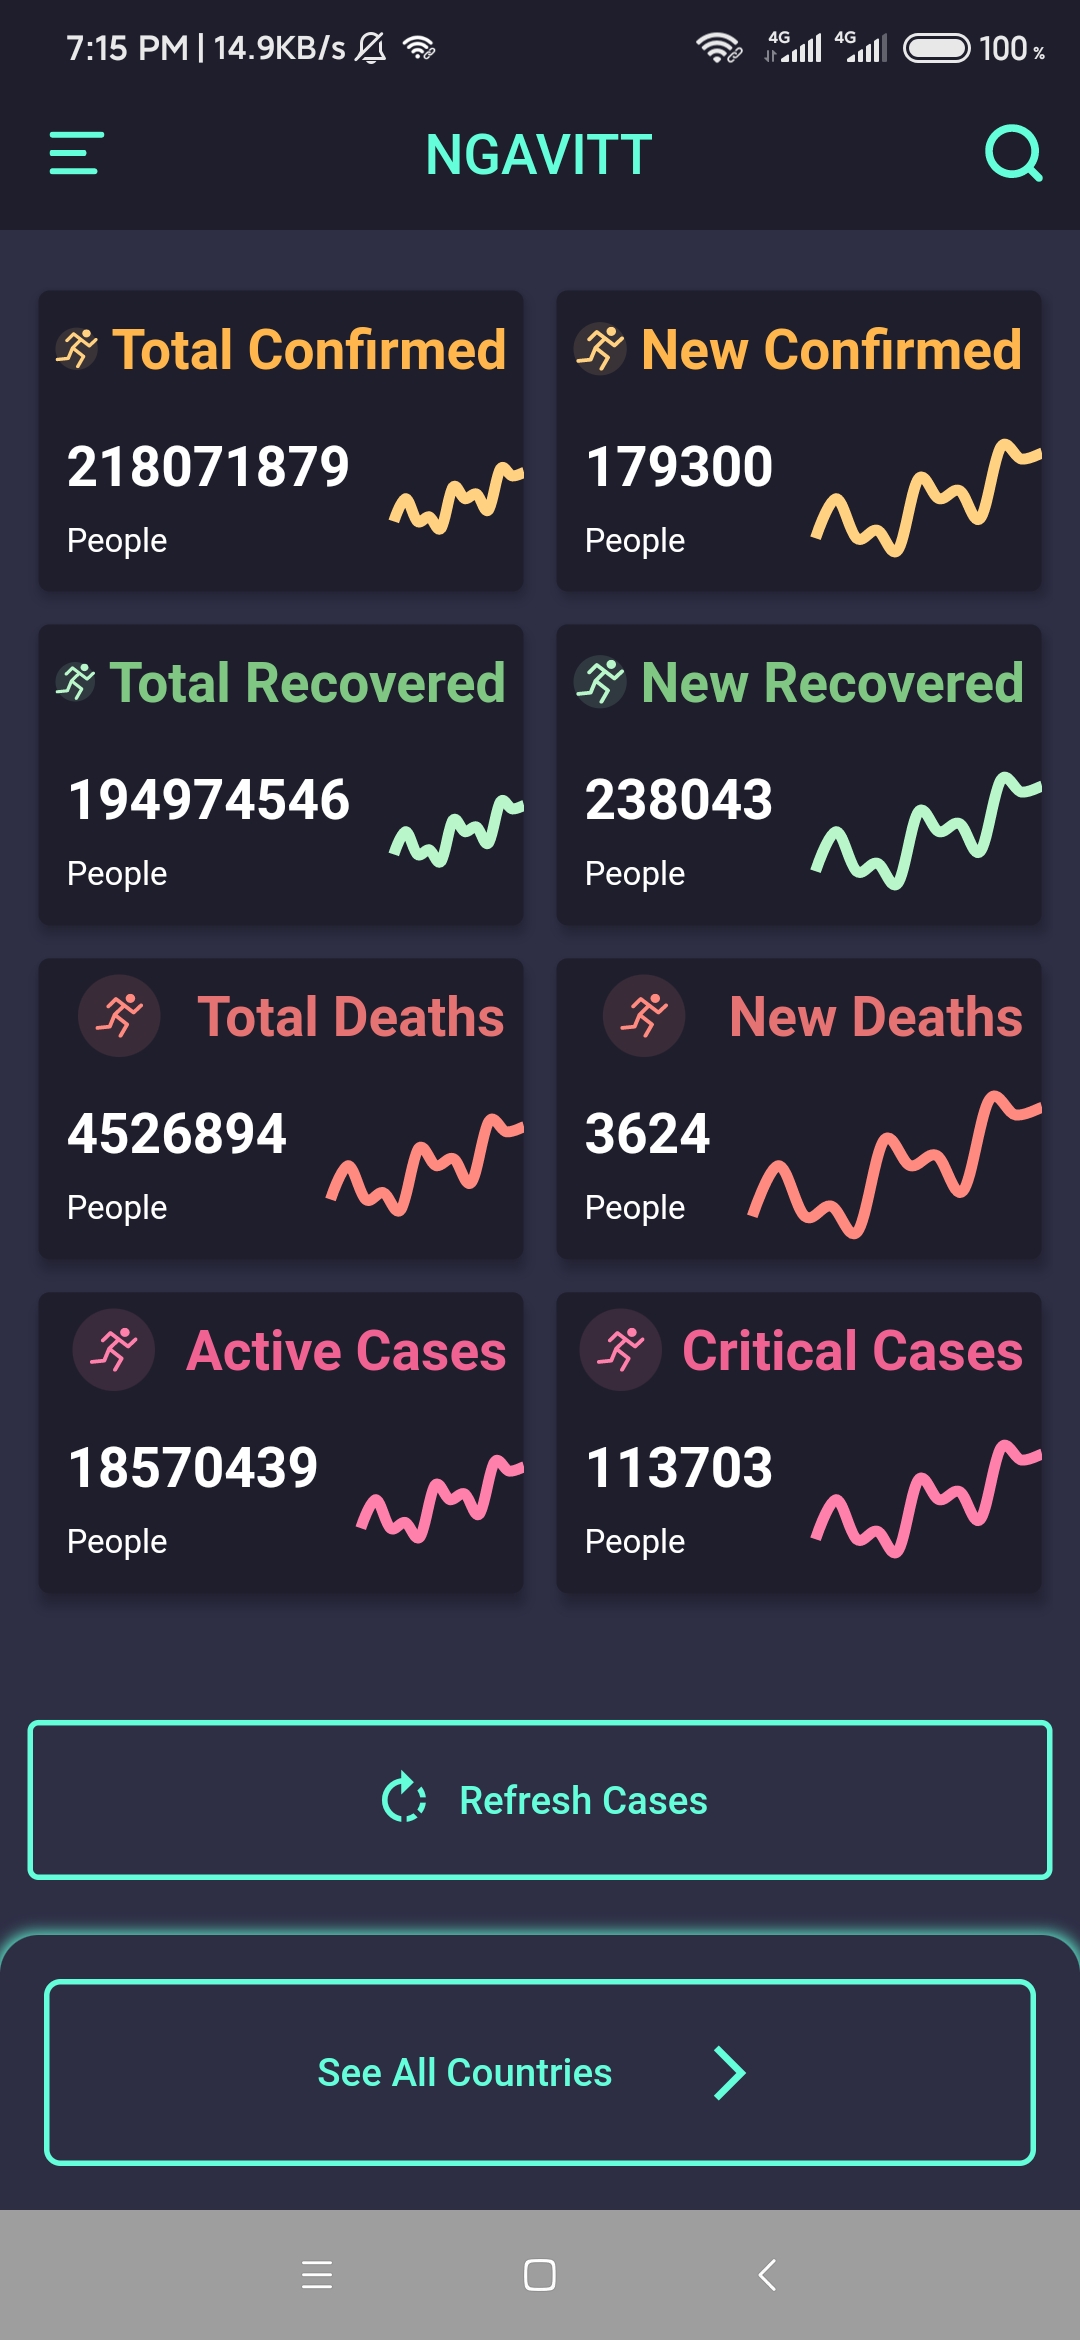 7:15 PM | 14.9KB/s 4G 4G 100 %
NGAVITT
Total Confirmed
218071879
People
New Confirmed
179300
People
Total Recovered
194974546
People
New Recovered
238043
People
Total Deaths
4526894
People
New Deaths
3624
People
Active Cases
18570439
People
Critical Cases
113703
People
Refresh Cases
See All Countries